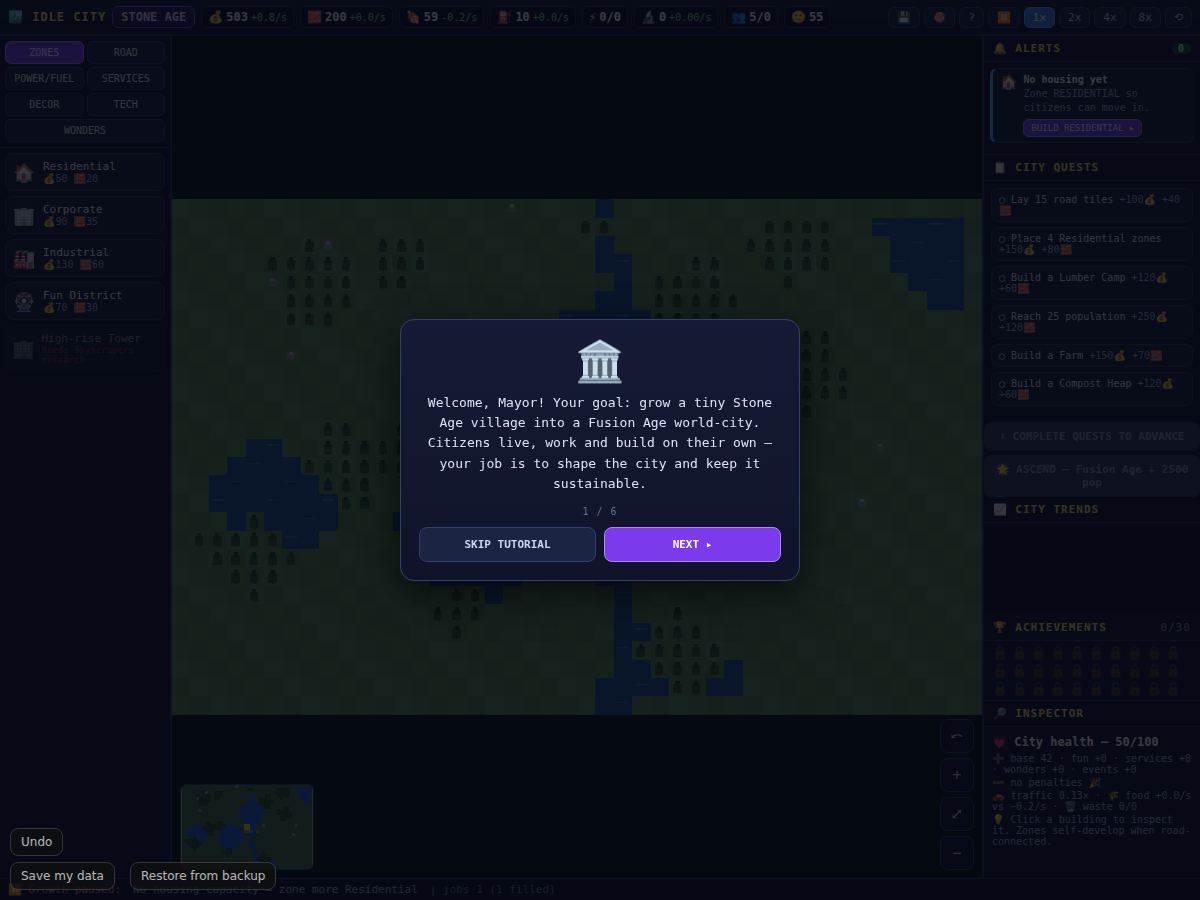 IDLE CITY STONE AGE 503 +0.8/s 200 +0.0/s 59 -0.2/s 10 +0.0/s 0/0 0 +0.00/s 5/0 55 ? 1x 2x 4x 8x
ZONES ROAD
POWER/FUEL SERVICES
DECOR TECH
WONDERS
Residential
50 20
Corporate
90 35
Industrial
130 60
Fun District
70 30
High-rise Tower
Needs Skyscrapers
research
Welcome, Mayor! Your goal: grow a tiny Stone
Age village into a Fusion Age world-city.
Citizens live, work and build on their own —
your job is to shape the city and keep it
sustainable.
1 / 6
SKIP TUTORIAL NEXT ▸
ALERTS 0
No housing yet
Zone RESIDENTIAL so
citizens can move in.
BUILD RESIDENTIAL ▸
CITY QUESTS
○ Lay 15 road tiles +100 +40
○ Place 4 Residential zones
+150 +80
○ Build a Lumber Camp +120
+60
○ Reach 25 population +250
+120
○ Build a Farm +150 +70
○ Build a Compost Heap +120
+60
⬆ COMPLETE QUESTS TO ADVANCE
ASCEND — Fusion Age + 2500
pop
CITY TRENDS
ACHIEVEMENTS 0/30
INSPECTOR
City health — 50/100
base 42 · fun +0 · services +0
· wonders +0 · events +0
no penalties
traffic 0.13x · food +0.0/s
vs −0.2/s · waste 0/0
Click a building to inspect
it. Zones self-develop when road-
connected.
Undo
Save my data Restore from backup
Growth paused: No housing capacity — zone more Residential | jobs 1 (1 filled)